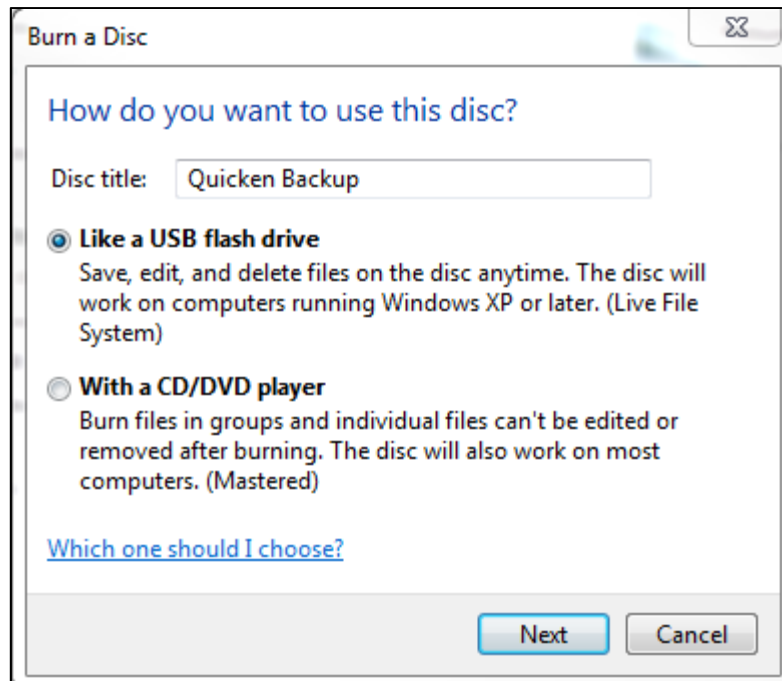 Burn a Disc
How do you want to use this disc?
Disc title: Quicken Backup
Like a USB flash drive
Save, edit, and delete files on the disc anytime. The disc will
work on computers running Windows XP or later. (Live File
System)
With a CD/DVD player
Burn files in groups and individual files can't be edited or
removed after burning. The disc will also work on most
computers. (Mastered)
Which one should I choose?
Next Cancel